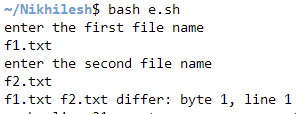 ~/Nikhilesh$ bash e.sh
enter the first file name
f1.txt
enter the second file name
f2.txt
f1.txt f2.txt differ: byte 1, line 1